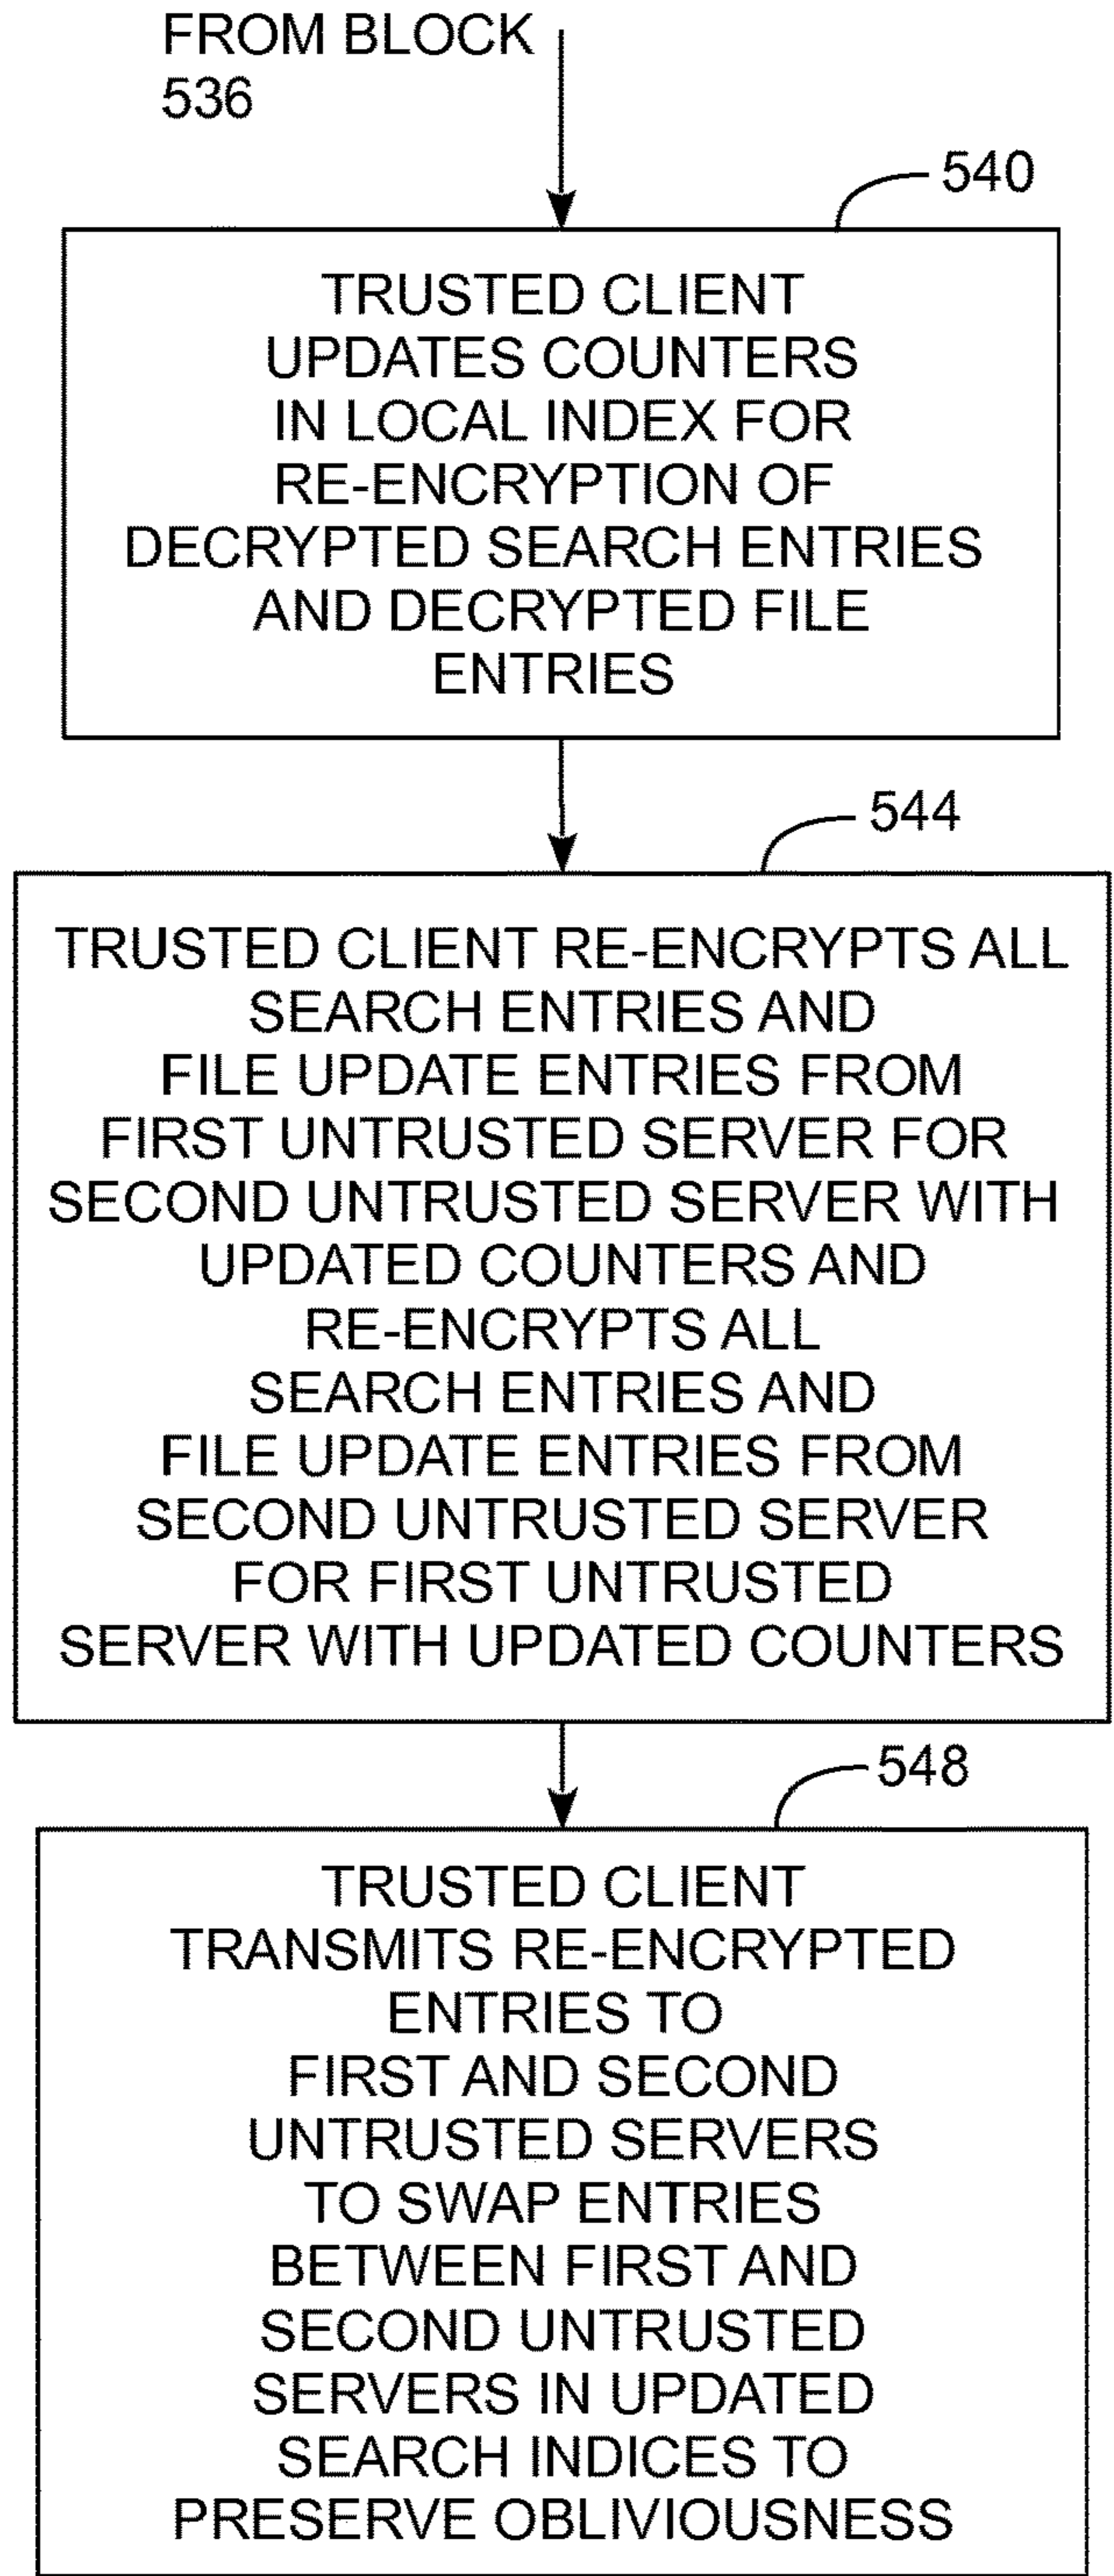 FROM BLOCK
536
540
TRUSTED CLIENT
UPDATES COUNTERS
IN LOCAL INDEX FOR
RE-ENCRYPTION OF
DECRYPTED SEARCH ENTRIES
AND DECRYPTED FILE
ENTRIES
544
TRUSTED CLIENT RE-ENCRYPTS ALL
SEARCH ENTRIES AND
FILE UPDATE ENTRIES FROM
FIRST UNTRUSTED SERVER FOR
SECOND UNTRUSTED SERVER WITH
UPDATED COUNTERS AND
RE-ENCRYPTS ALL
SEARCH ENTRIES AND
FILE UPDATE ENTRIES FROM
SECOND UNTRUSTED SERVER
FOR FIRST UNTRUSTED
SERVER WITH UPDATED COUNTERS
548
TRUSTED CLIENT
TRANSMITS RE-ENCRYPTED
ENTRIES TO
FIRST AND SECOND
UNTRUSTED SERVERS
TO SWAP ENTRIES
BETWEEN FIRST AND
SECOND UNTRUSTED
SERVERS IN UPDATED
SEARCH INDICES TO
PRESERVE OBLIVIOUSNESS